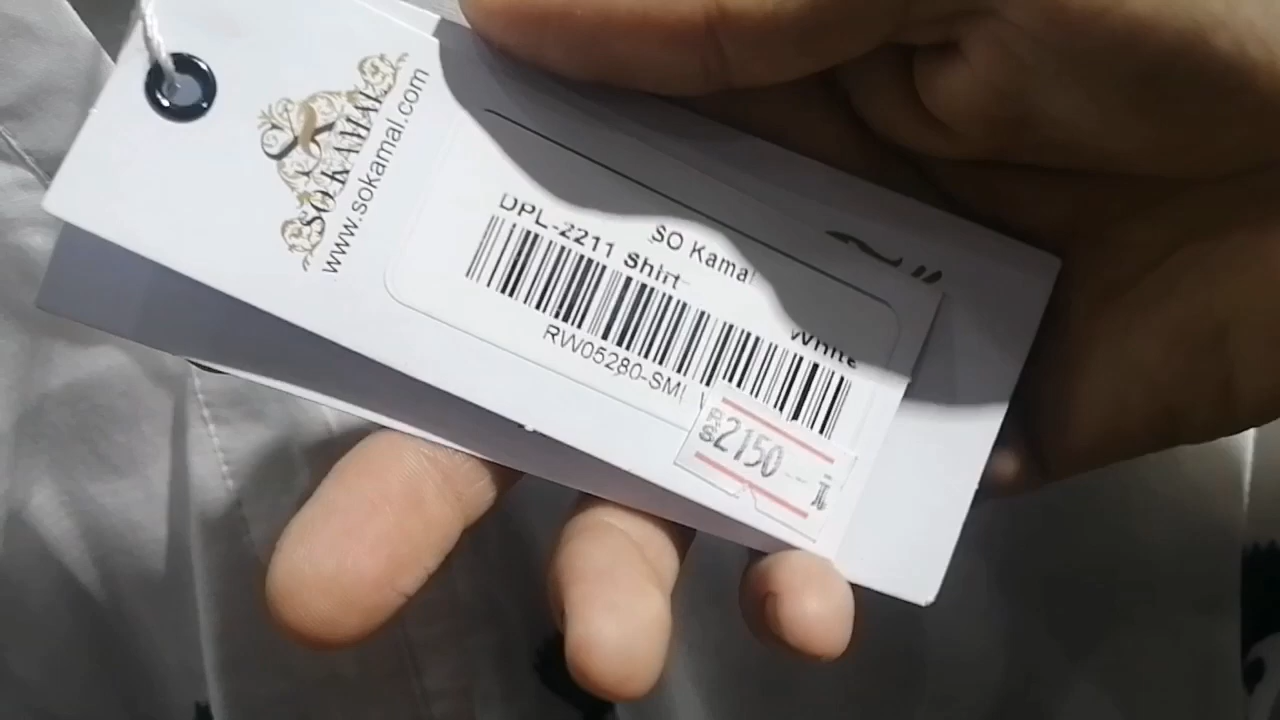 SO KAMAL
www.sokamal.com
SO Kamal
DPL-2211 Shirt
White
RW05280-SML
RS 2150